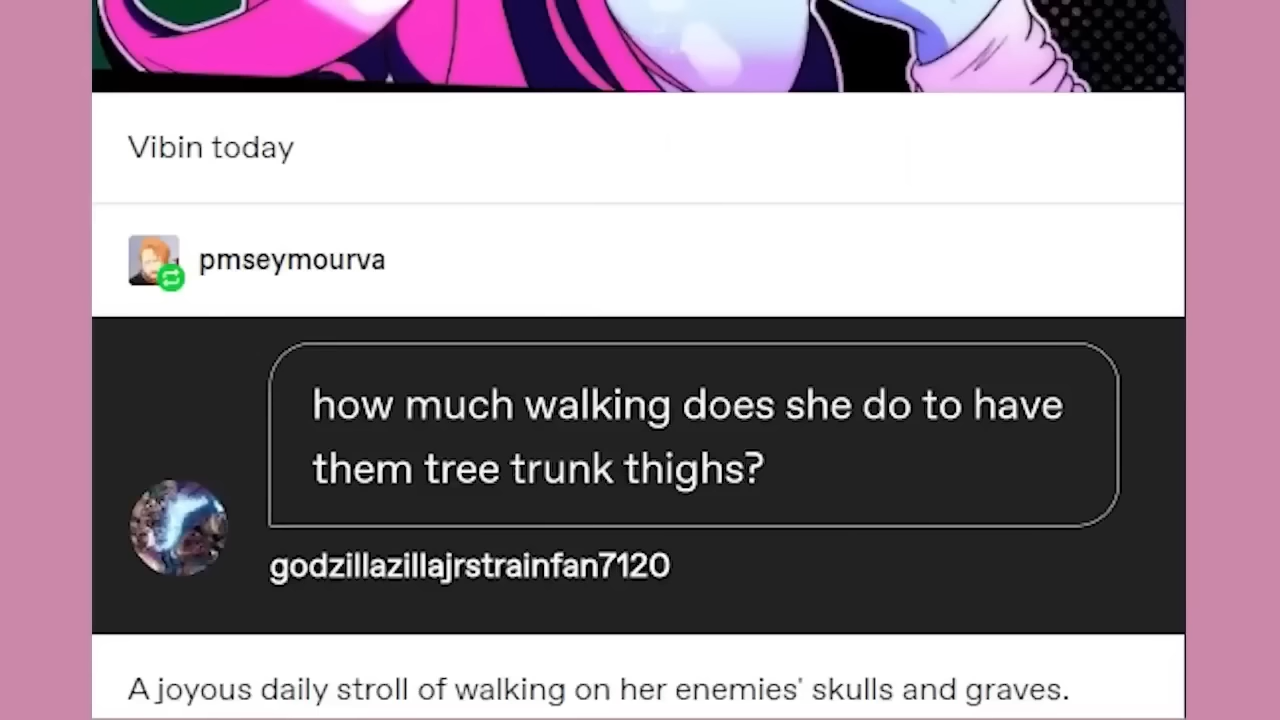 Vibin today
pmseymourva
how much walking does she do to have
them tree trunk thighs?
godzillazillajrstrainfan7120
A joyous daily stroll of walking on her enemies' skulls and graves.